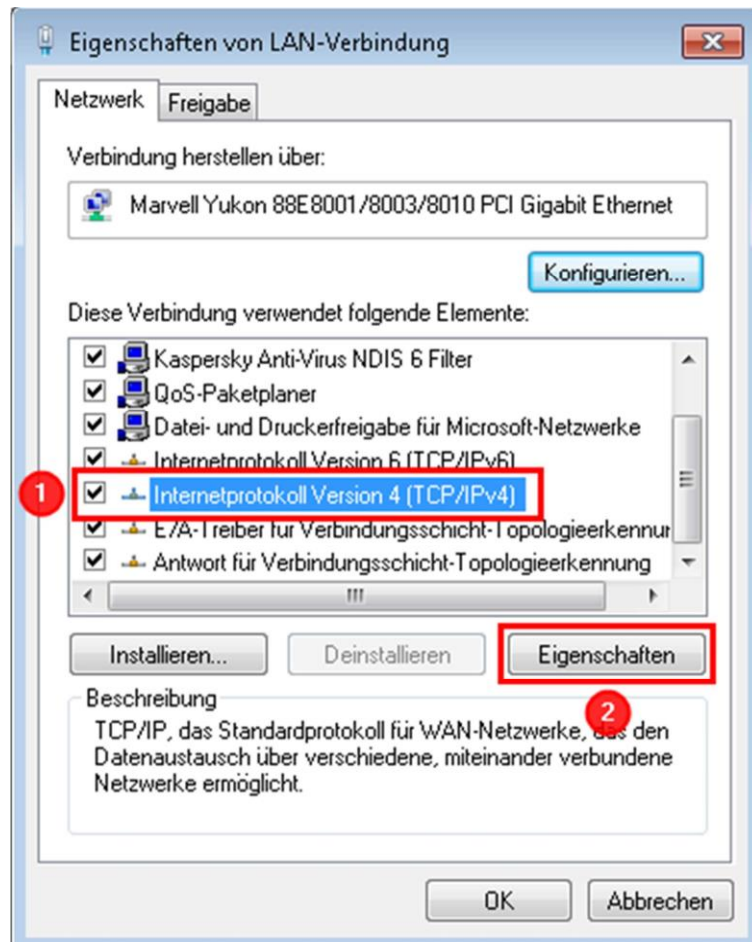 Eigenschaften von LAN-Verbindung
Netzwerk
Freigabe
Verbindung herstellen über:
Marvell Yukon 88E8001/8003/8010 PCI Gigabit Ethernet
Konfigurieren...
Diese Verbindung verwendet folgende Elemente:
Kaspersky Anti-Virus NDIS 6 Filter
QoS-Paketplaner
Datei- und Druckerfreigabe für Microsoft-Netzwerke
Internetprotokoll Version 6 (TCP/IPv6)
1 Internetprotokoll Version 4 (TCP/IPv4)
E/A-Treiber für Verbindungsschicht-Topologieerkennur
Antwort für Verbindungsschicht-Topologieerkennung
Installieren... Deinstallieren Eigenschaften
2
Beschreibung
TCP/IP, das Standardprotokoll für WAN-Netzwerke, das den
Datenaustausch über verschiedene, miteinander verbundene
Netzwerke ermöglicht.
OK Abbrechen